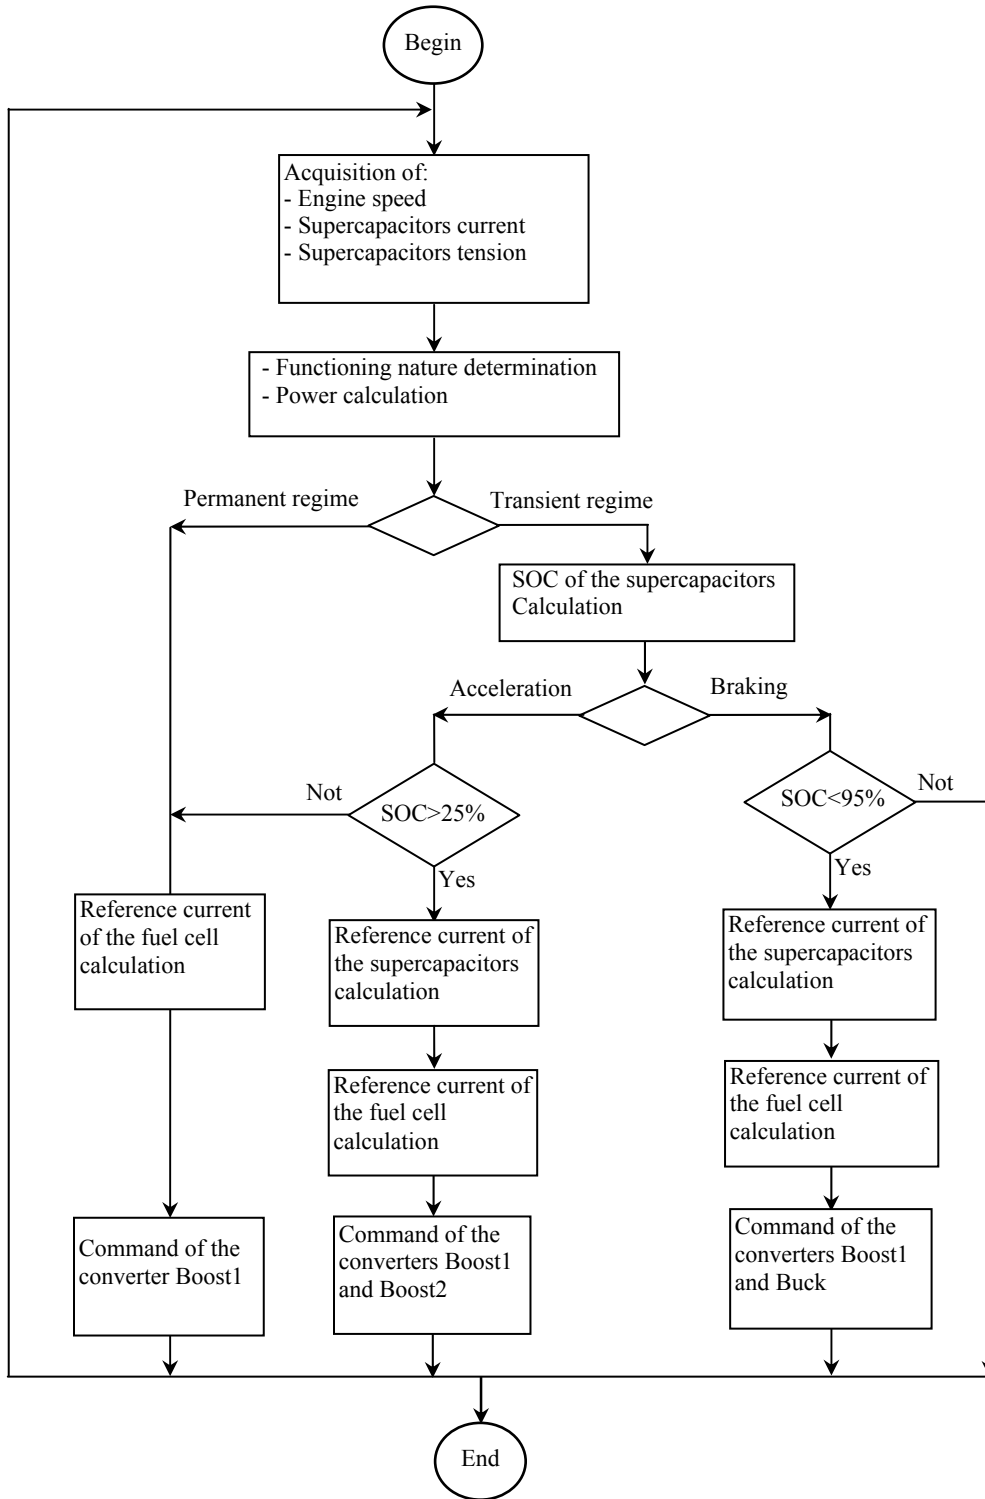 Begin
Acquisition of:
- Engine speed
- Supercapacitors current
- Supercapacitors tension
- Functioning nature determination
- Power calculation
Permanent regime
Transient regime
SOC of the supercapacitors
Calculation
Acceleration
Braking
Not
SOC>25%
SOC<95%
Not
Yes
Yes
Reference current
of the fuel cell
calculation
Reference current of
the supercapacitors
calculation
Reference current of
the supercapacitors
calculation
Reference current of
the fuel cell
calculation
Reference current of
the fuel cell
calculation
Command of the
converter Boost1
Command of the
converters Boost1
and Boost2
Command of the
converters Boost1
and Buck
End